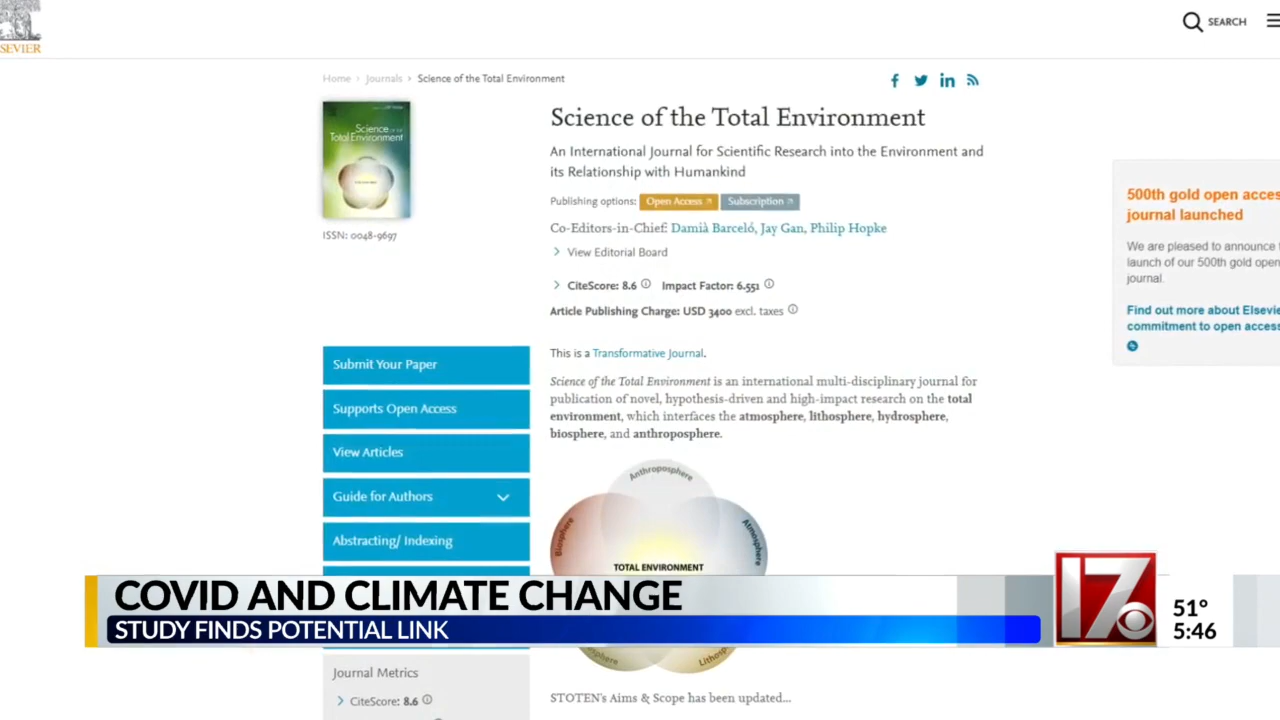 SEVIER
SEARCH
Home > Journals > Science of the Total Environment
Science of the Total Environment
Science of the Total Environment
An International Journal for Scientific Research into the Environment and
its Relationship with Humankind
Publishing options: Open Access Subscription
ISSN: 0048-9697
Co-Editors-in-Chief: Damià Barceló, Jay Gan, Philip Hopke
View Editorial Board
CiteScore: 8.6 Impact Factor: 6.551
Article Publishing Charge: USD 3400 excl. taxes
500th gold open acces
journal launched
We are pleased to announce t
launch of our 500th gold open
journal.
Find out more about Elsevie
commitment to open access
Submit Your Paper
Supports Open Access
View Articles
Guide for Authors
Abstracting/ Indexing
This is a Transformative Journal.
Science of the Total Environment is an international multi-disciplinary journal for
publication of novel, hypothesis-driven and high-impact research on the total
environment, which interfaces the atmosphere, lithosphere, hydrosphere,
biosphere, and anthroposphere.
Anthroposphere
Biosphere
Atmosphere
TOTAL ENVIRONMENT
COVID AND CLIMATE CHANGE
STUDY FINDS POTENTIAL LINK
17
51°
5:46
sphere
Lithosp
Journal Metrics
CiteScore: 8.6
STOTEN's Aims & Scope has been updated...